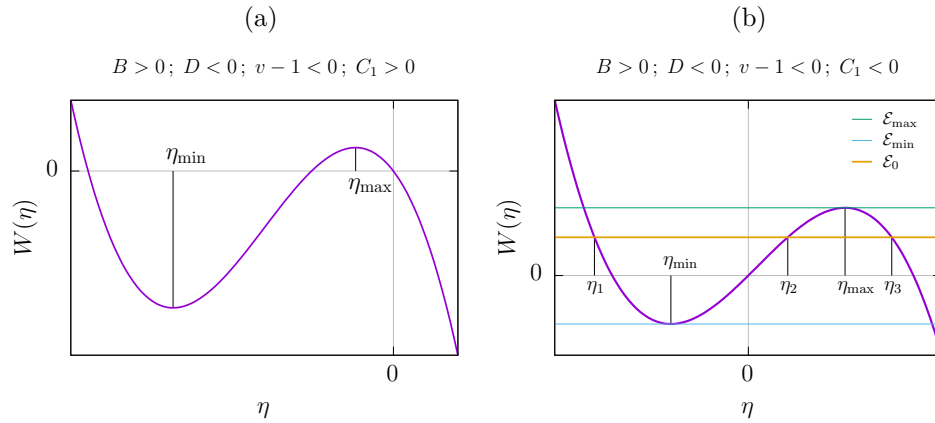 (a)
B > 0 ; D < 0 ; v − 1 < 0 ; C₁ > 0
W(η)
0
η_min
η_max
0
η
(b)
B > 0 ; D < 0 ; v − 1 < 0 ; C₁ < 0
ℰ_max
ℰ_min
ℰ₀
W(η)
η_min
0
η₁
η₂
η_max
η₃
0
η